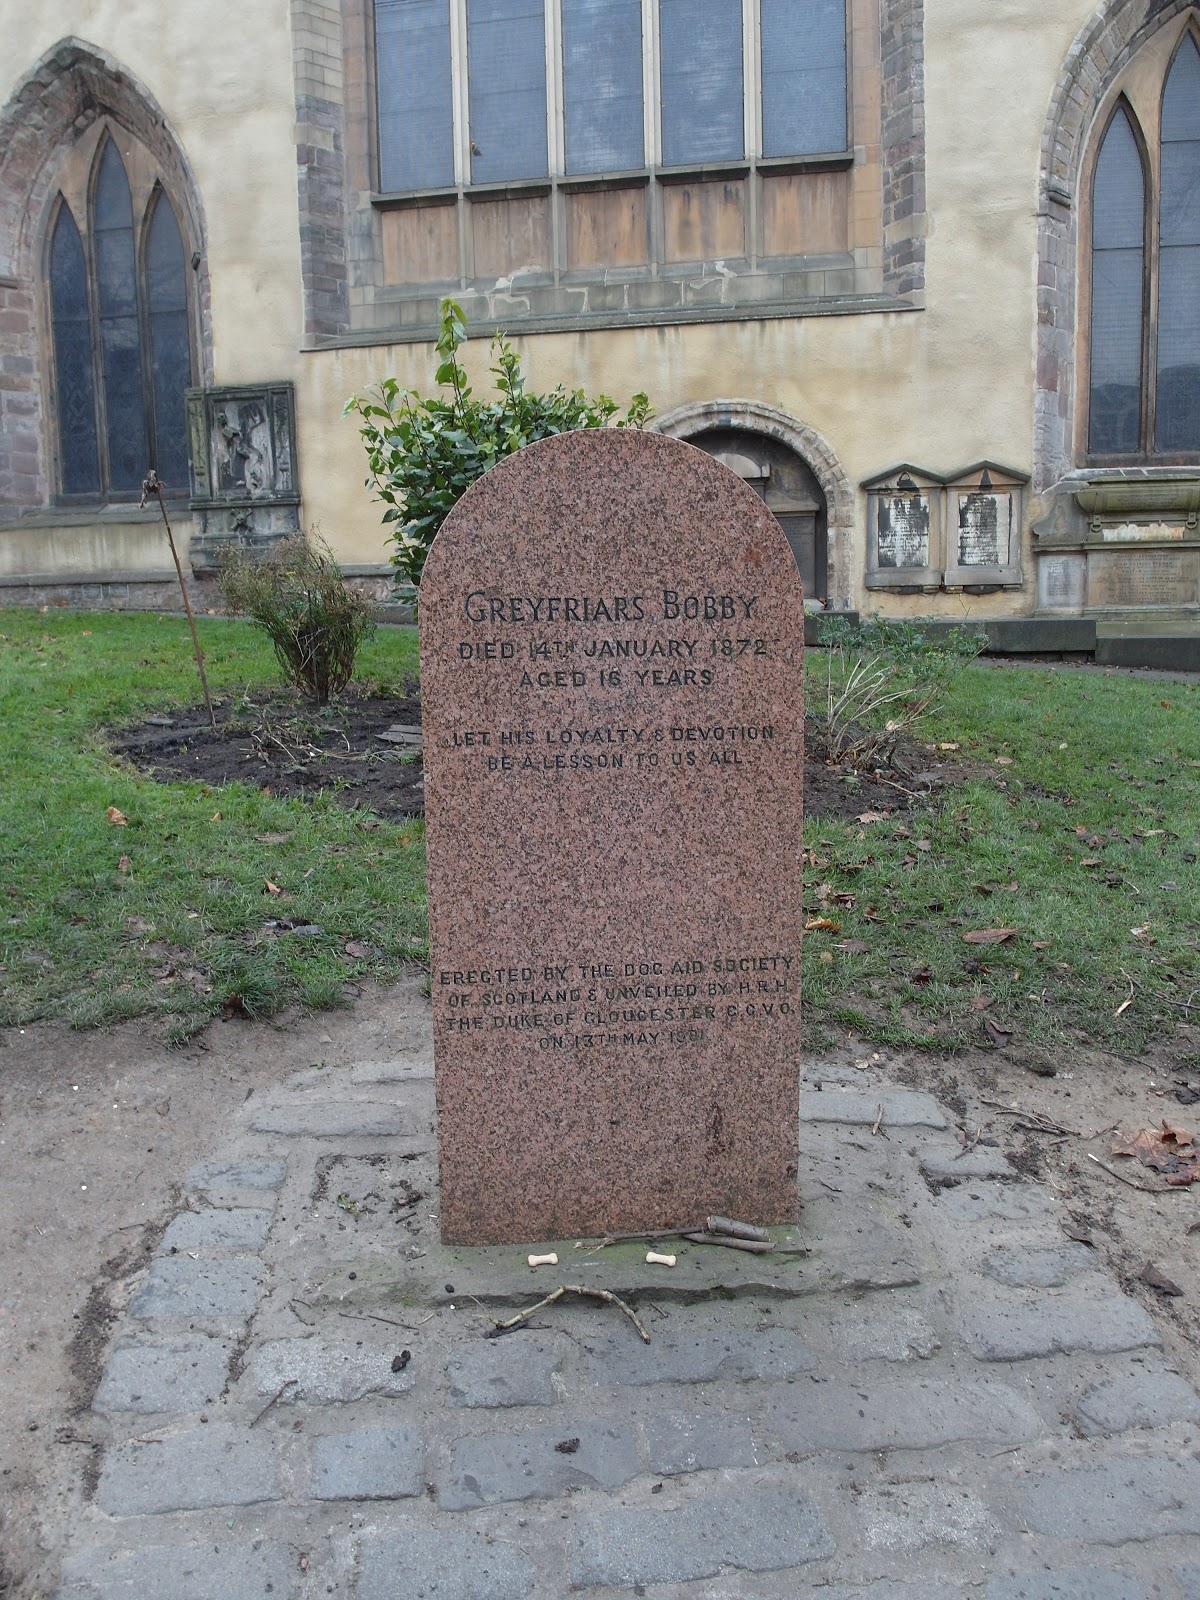 GREYFRIARS BOBBY
DIED 14TH JANUARY 1872
AGED 16 YEARS
LET HIS LOYALTY & DEVOTION
BE A LESSON TO US ALL
ERECTED BY THE DOG AID SOCIETY
OF SCOTLAND & UNVEILED BY H.R.H.
THE DUKE OF GLOUCESTER G.C.V.O.
ON 13TH MAY 1981